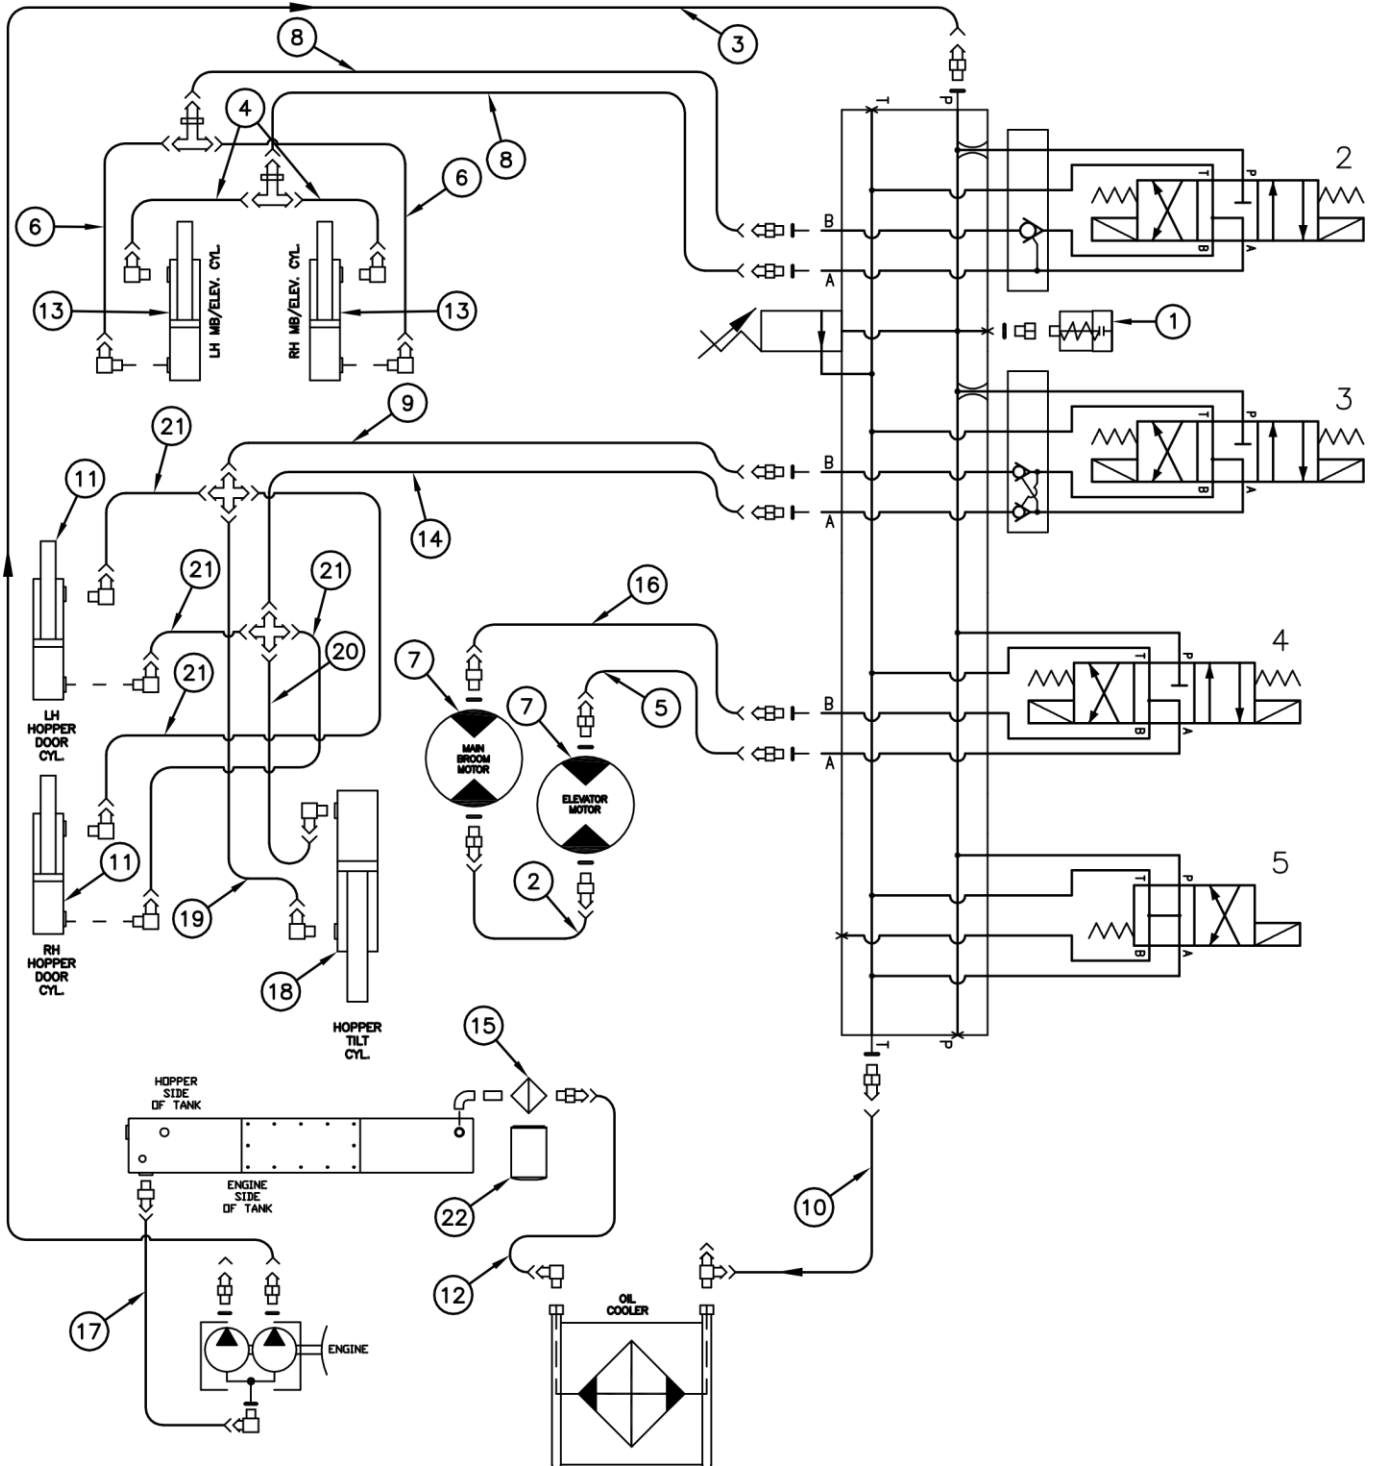 3
8
4
8
6
6
T
P
2
T
P
B
A
B
A
13
LH MB/ELEV. CYL.
RH MB/ELEV. CYL.
13
1
9
21
11
14
T
P
3
B
A
B
A
21
21
16
20
7
21
7
5
T
P
4
B
A
B
A
LH
HOPPER
DOOR
CYL.
MAIN
BROOM
MOTOR
ELEVATOR
MOTOR
11
2
19
T
P
5
B
A
RH
HOPPER
DOOR
CYL.
18
HOPPER
TILT
CYL.
15
T
P
HOPPER
SIDE
OF TANK
ENGINE
SIDE
OF TANK
22
10
12
17
OIL
COOLER
ENGINE